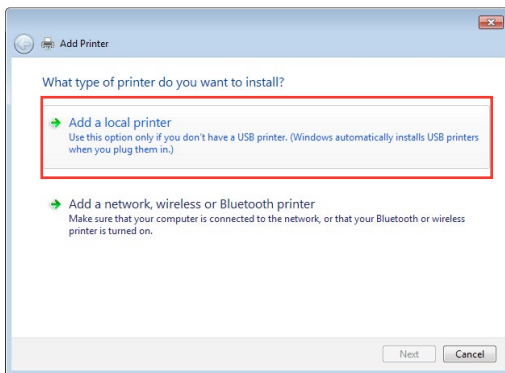 Add Printer
What type of printer do you want to install?
Add a local printer
Use this option only if you don't have a USB printer. (Windows automatically installs USB printers
when you plug them in.)
Add a network, wireless or Bluetooth printer
Make sure that your computer is connected to the network, or that your Bluetooth or wireless
printer is turned on.
Next Cancel